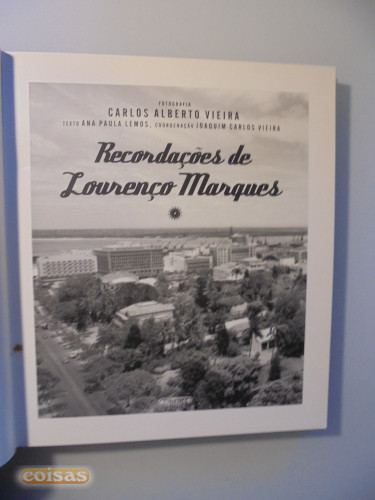 FOTOGRAFIA
CARLOS ALBERTO VIEIRA
TEXTO ANA PAULA LEMOS, COORDENAÇÃO JOAQUIM CARLOS VIEIRA
Recordações de
Lourenço Marques
coisas